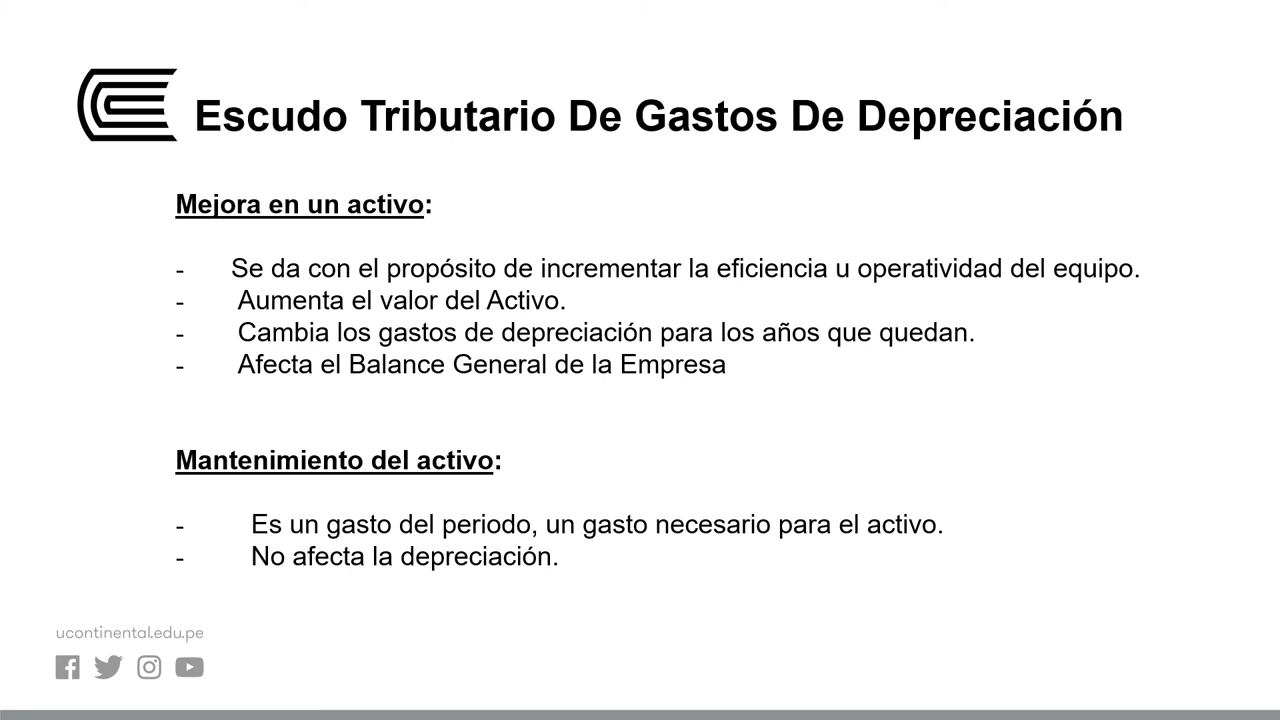 Escudo Tributario De Gastos De Depreciación
Mejora en un activo:
- Se da con el propósito de incrementar la eficiencia u operatividad del equipo.
- Aumenta el valor del Activo.
- Cambia los gastos de depreciación para los años que quedan.
- Afecta el Balance General de la Empresa
Mantenimiento del activo:
- Es un gasto del periodo, un gasto necesario para el activo.
- No afecta la depreciación.
ucontinental.edu.pe